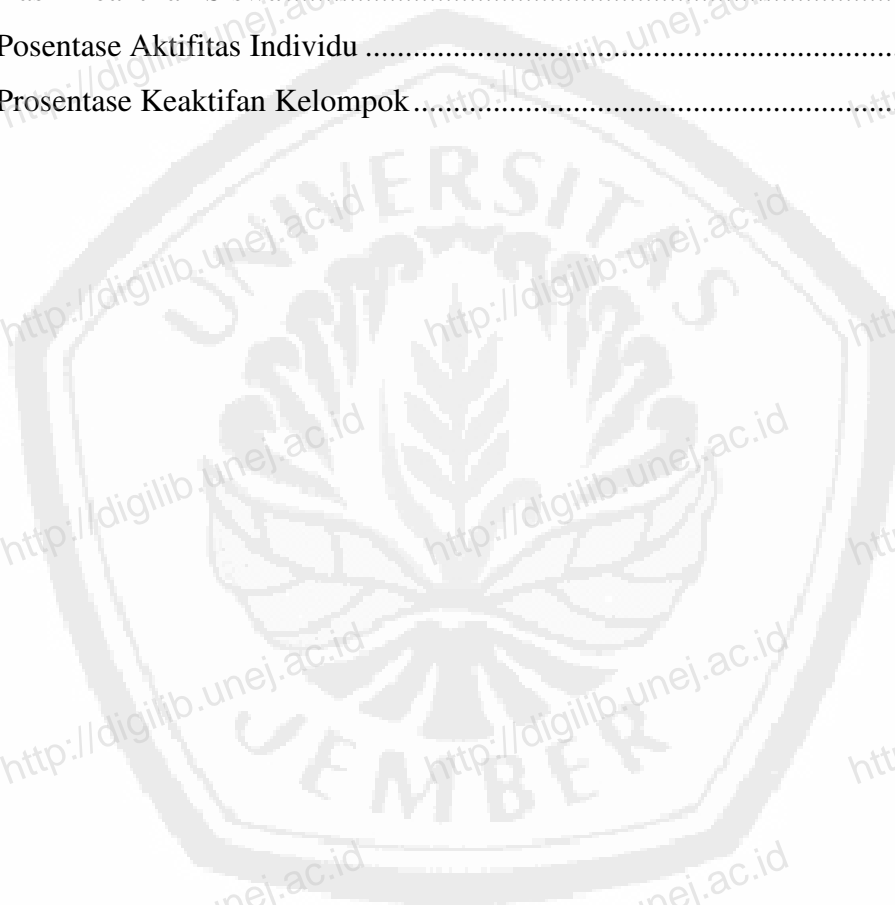 Posentase Aktifitas Individu ....................................................................
Prosentase Keaktifan Kelompok..............................................................
UNIVERSITAS
JEMBER
http://digilib.unej.ac.id
http://digilib.unej.ac.id
http://digilib.unej.ac.id
http://digilib.unej.ac.id
http://digilib.unej.ac.id
http://digilib.unej.ac.id
http://digilib.unej.ac.id
http://digilib.unej.ac.id